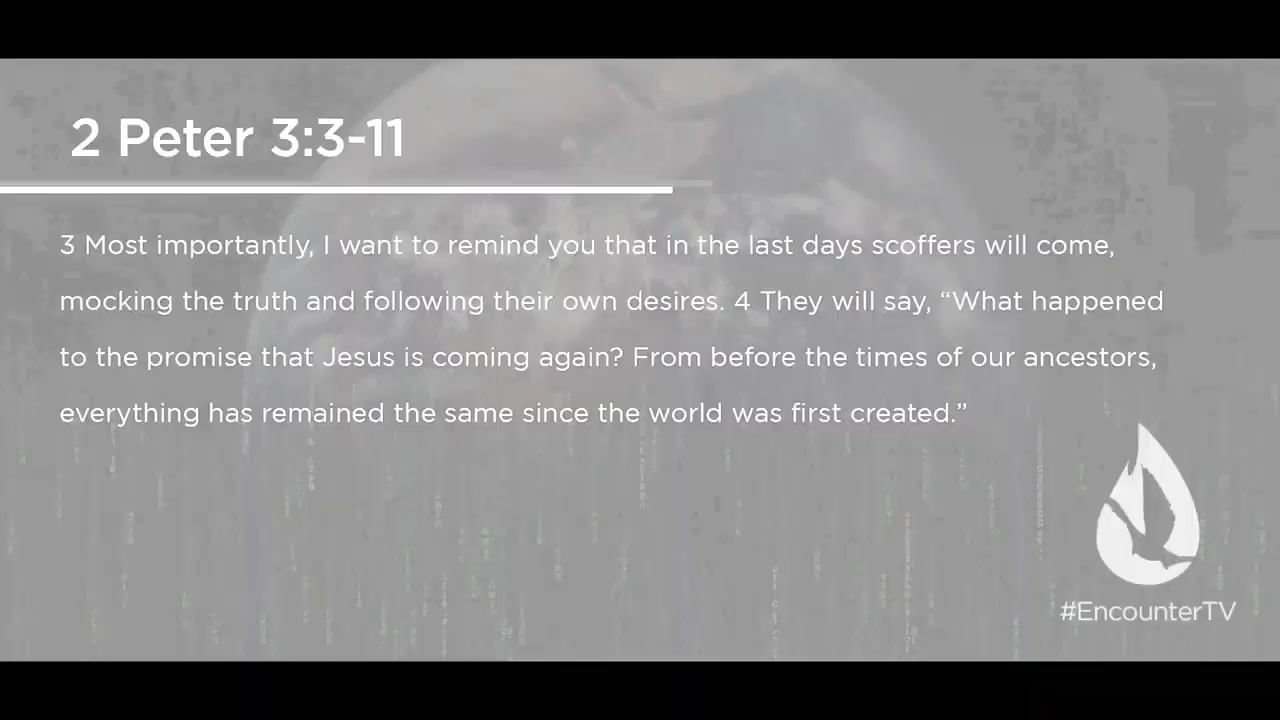 2 Peter 3:3-11
3 Most importantly, I want to remind you that in the last days scoffers will come,
mocking the truth and following their own desires. 4 They will say, “What happened
to the promise that Jesus is coming again? From before the times of our ancestors,
everything has remained the same since the world was first created.”
#EncounterTV